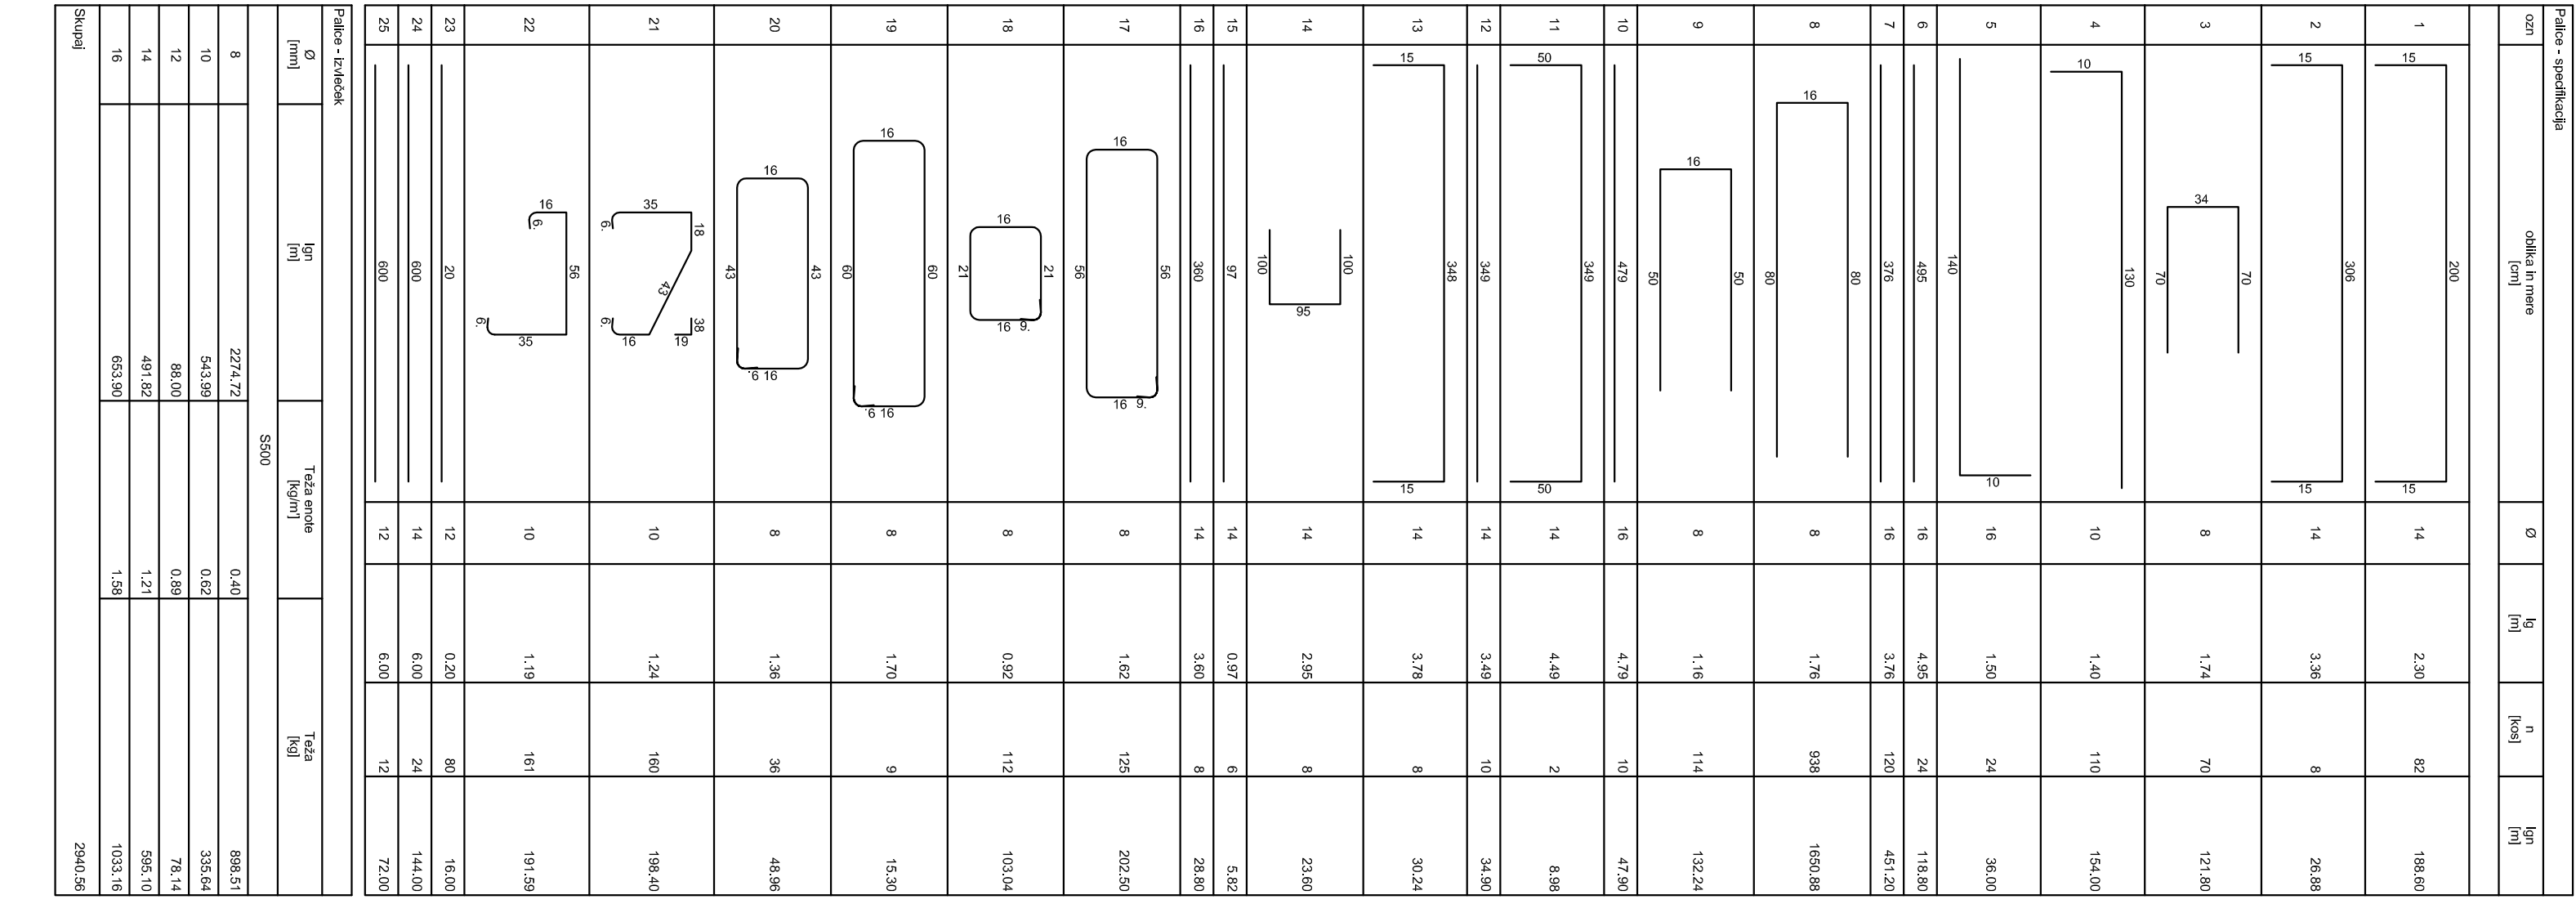 Palice - specifikacija
ozn oblika in mere [cm] Ø lg [m] n [kos] lgn [m]
1 15 200 15 14 2.30 82 188.60
2 15 306 15 14 3.36 8 26.88
3 34 70 70 8 1.74 70 121.80
4 10 130 10 1.40 110 154.00
5 140 10 16 1.50 24 36.00
6 495 16 4.95 24 118.80
7 376 16 3.76 120 451.20
8 16 80 80 8 1.76 938 1650.88
9 16 50 50 8 1.16 114 132.24
10 479 16 4.79 10 47.90
11 50 349 50 14 4.49 2 8.98
12 349 14 3.49 10 34.90
13 15 348 15 14 3.78 8 30.24
14 100 100 95 14 2.95 8 23.60
15 97 14 0.97 6 5.82
16 360 14 3.60 8 28.80
17 16 56 56 16 9. 8 1.62 125 202.50
18 16 21 21 16 9. 8 0.92 112 103.04
19 16 60 60 16 9. 8 1.70 9 15.30
20 16 43 43 16 9. 8 1.36 36 48.96
21 35 18 6. 43 6. 16 38 19 10 1.24 160 198.40
22 16 6. 56 6. 35 10 1.19 161 191.59
23 20 12 0.20 80 16.00
24 600 14 6.00 24 144.00
25 600 12 6.00 12 72.00
Palice - izvleček
Ø [mm] lgn [m] Teža enote [kg/m'] Teža [kg]
S500
8 2274.72 0.40 898.51
10 543.99 0.62 335.64
12 88.00 0.89 78.14
14 491.82 1.21 595.10
16 653.90 1.58 1033.16
Skupaj 2940.56